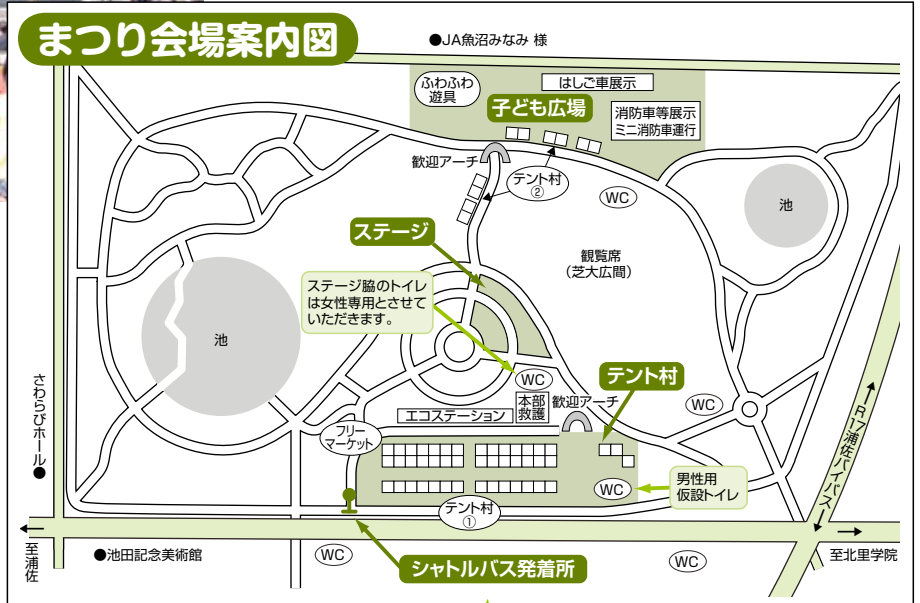 まつり会場案内図
●JA魚沼みなみ 様
ふわふわ
遊具
はしご車展示
子ども広場
消防車等展示
ミニ消防車運行
歓迎アーチ
テント村
②
WC
池
ステージ
観覧席
(芝大広間)
ステージ脇のトイレ
は女性専用とさせて
いただきます。
池
WC
テント村
WC
さわらびホール●
エコステーション
本部
救護
歓迎アーチ
フリー
マーケット
R17浦佐バイパス
WC
男性用
仮設トイレ
テント村
①
至浦佐
●池田記念美術館
WC
シャトルバス発着所
WC
至北里学院